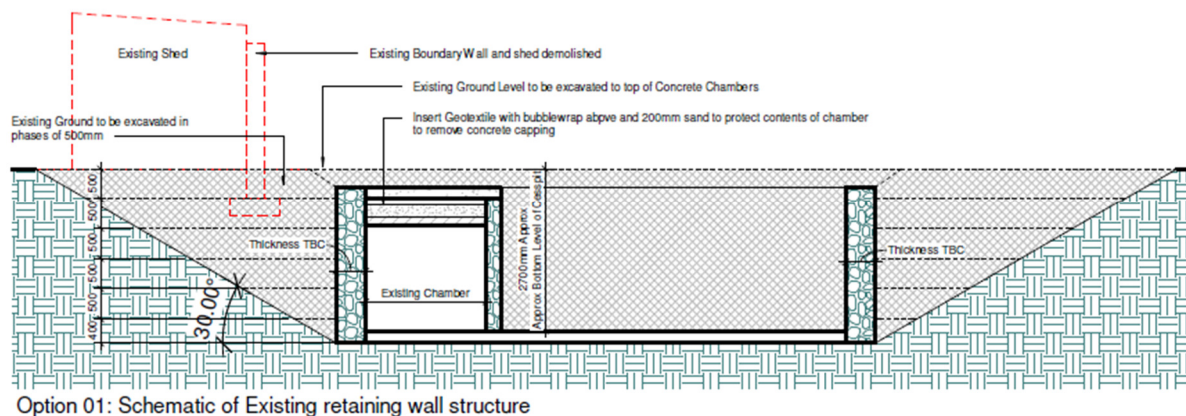 Existing Shed
Existing Boundary Wall and shed demolished
Existing Ground Level to be excavated to top of Concrete Chambers
Existing Ground to be excavated in
phases of 500mm
Insert Geotextile with bubblewrap abpve and 200mm sand to protect contents of chamber
to remove concrete capping
500
500
500
500
500
400
30.00°
Thickness TBC
Existing Chamber
2700mm Approx
Approx Bottom Level of Casspit
Thickness TBC
Option 01: Schematic of Existing retaining wall structure